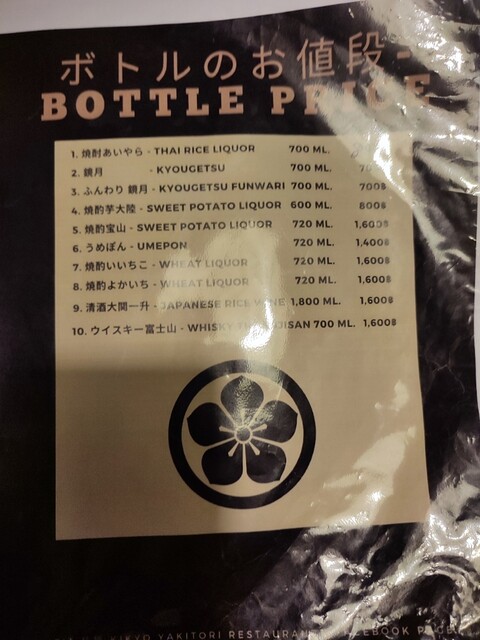 ボトルのお値段-
BOTTLE PRICE
1. 焼酎あいやら - THAI RICE LIQUOR 700 ML.
2. 鏡月 - KYOUGETSU 700 ML.
3. ふんわり 鏡月 - KYOUGETSU FUNWARI 700 ML. 700฿
4. 焼酎芋大陸 - SWEET POTATO LIQUOR 600 ML. 800฿
5. 焼酎宝山 - SWEET POTATO LIQUOR 720 ML. 1,600฿
6. うめぽん - UMEPON 720 ML. 1,400฿
7. 焼酎いいちこ - WHEAT LIQUOR 720 ML. 1,600฿
8. 焼酎よかいち - WHEAT LIQUOR 720 ML. 1,600฿
9. 清酒大関一升 - JAPANESE RICE WINE 1,800 ML. 1,600฿
10. ウイスキー富士山 - WHISKY 700 ML. 1,600฿
YAKITORI RESTAURANT FACEBOOK PAGE